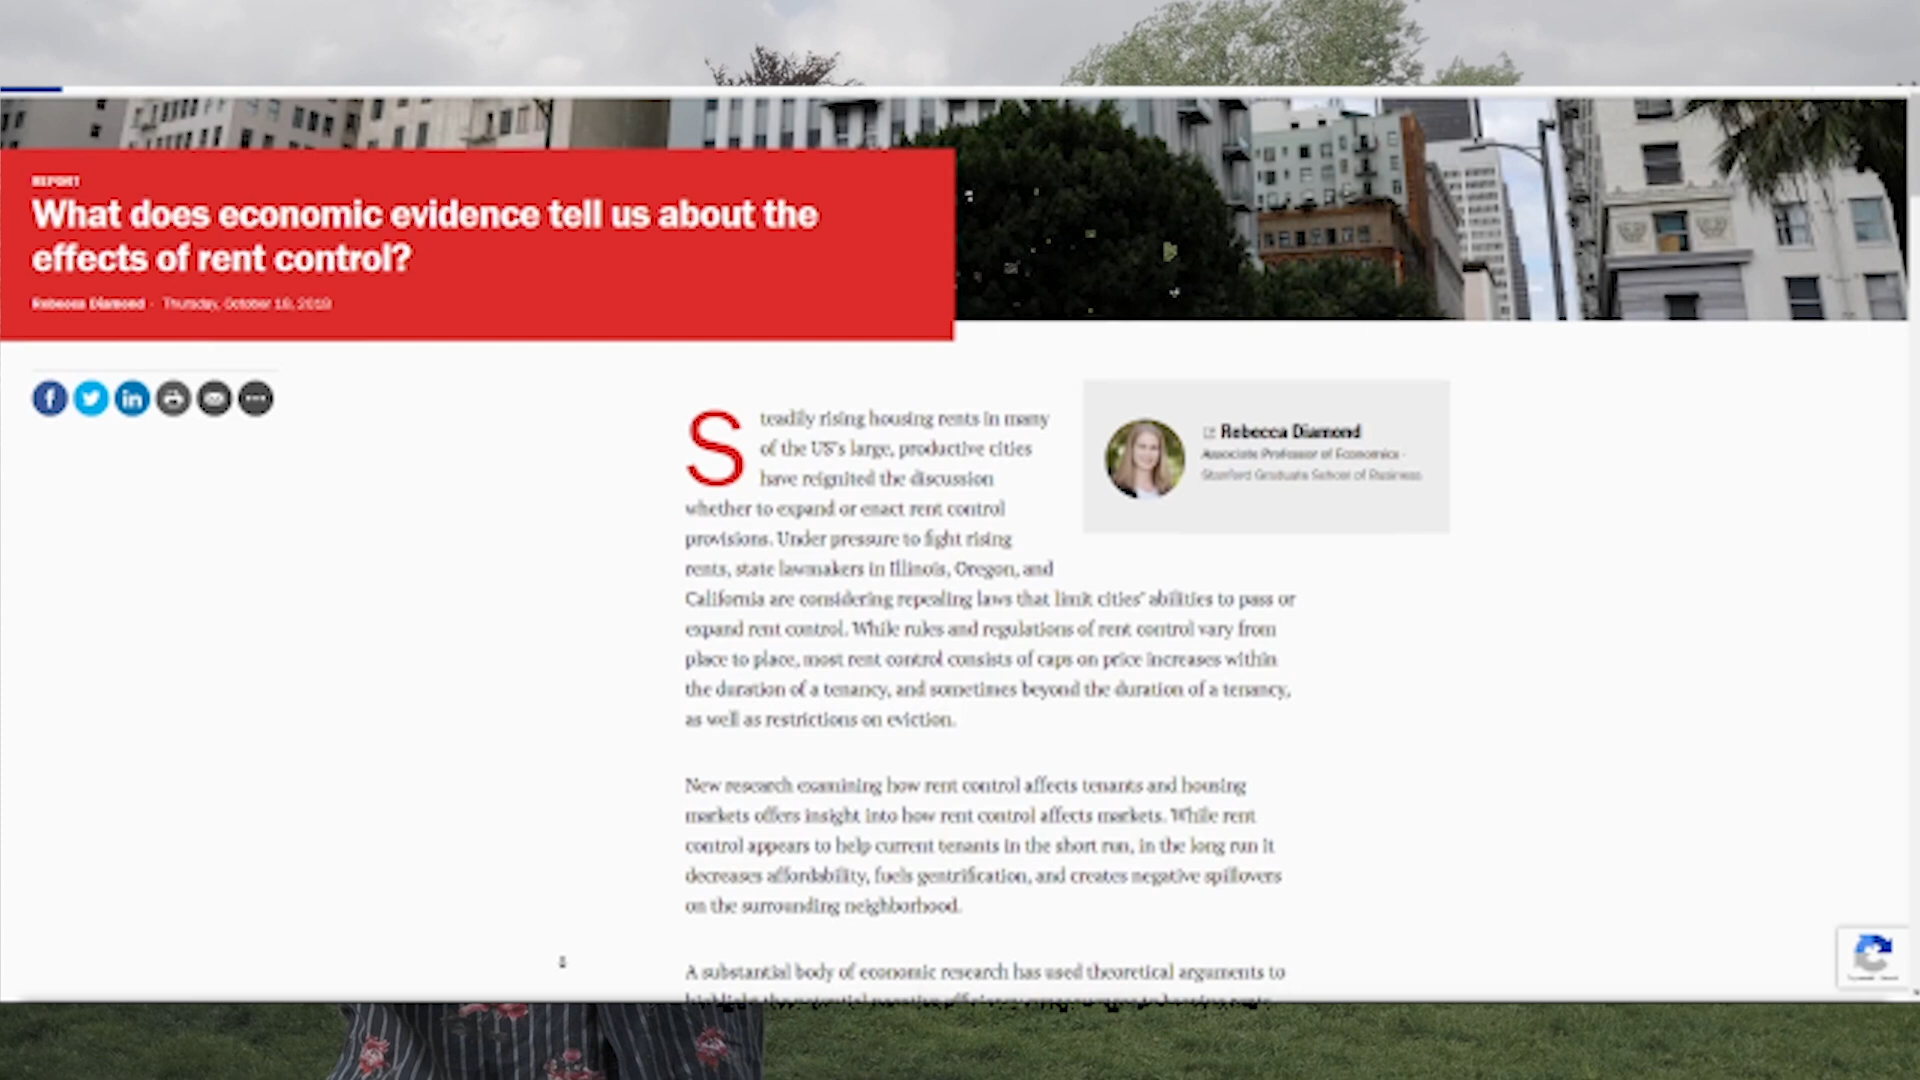 REPORT
What does economic evidence tell us about the
effects of rent control?
Rebecca Diamond · Thursday, October 18, 2018
Rebecca Diamond
Associate Professor of Economics -
Stanford Graduate School of Business
Steadily rising housing rents in many
of the US's large, productive cities
have reignited the discussion
whether to expand or enact rent control
provisions. Under pressure to fight rising
rents, state lawmakers in Illinois, Oregon, and
California are considering repealing laws that limit cities' abilities to pass or
expand rent control. While rules and regulations of rent control vary from
place to place, most rent control consists of caps on price increases within
the duration of a tenancy, and sometimes beyond the duration of a tenancy,
as well as restrictions on eviction.
New research examining how rent control affects tenants and housing
markets offers insight into how rent control affects markets. While rent
control appears to help current tenants in the short run, in the long run it
decreases affordability, fuels gentrification, and creates negative spillovers
on the surrounding neighborhood.
A substantial body of economic research has used theoretical arguments to